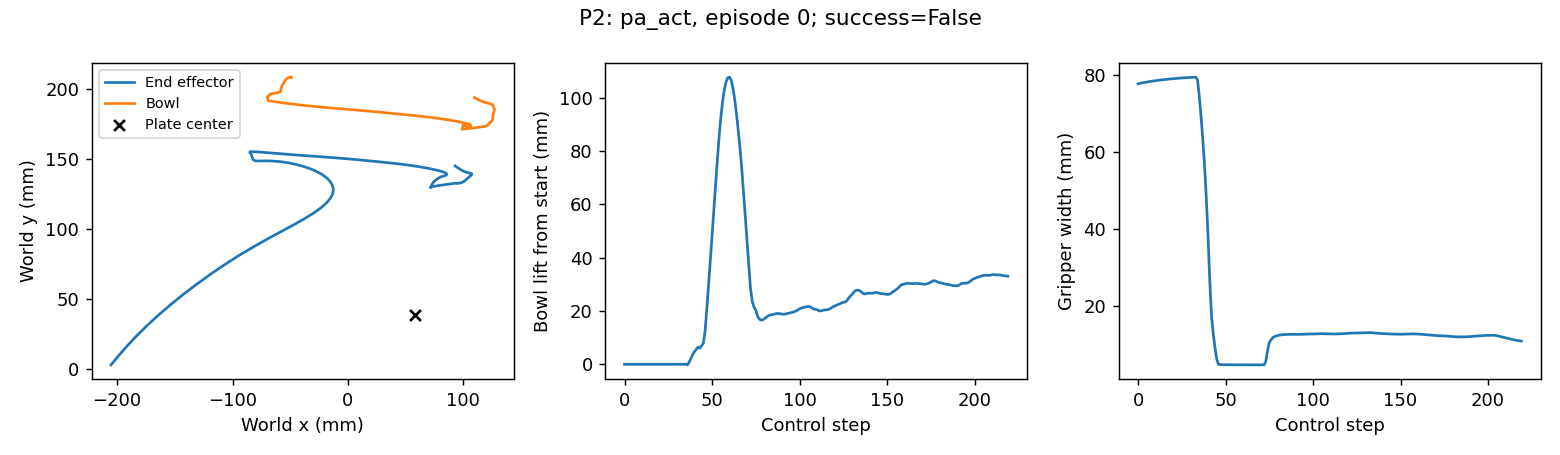 P2: pa_act, episode 0; success=False
World y (mm)
200
150
100
50
0
End effector
Bowl
Plate center
−200
−100
0
100
World x (mm)
Bowl lift from start (mm)
100
80
60
40
20
0
0
50
100
150
200
Control step
Gripper width (mm)
80
60
40
20
0
50
100
150
200
Control step